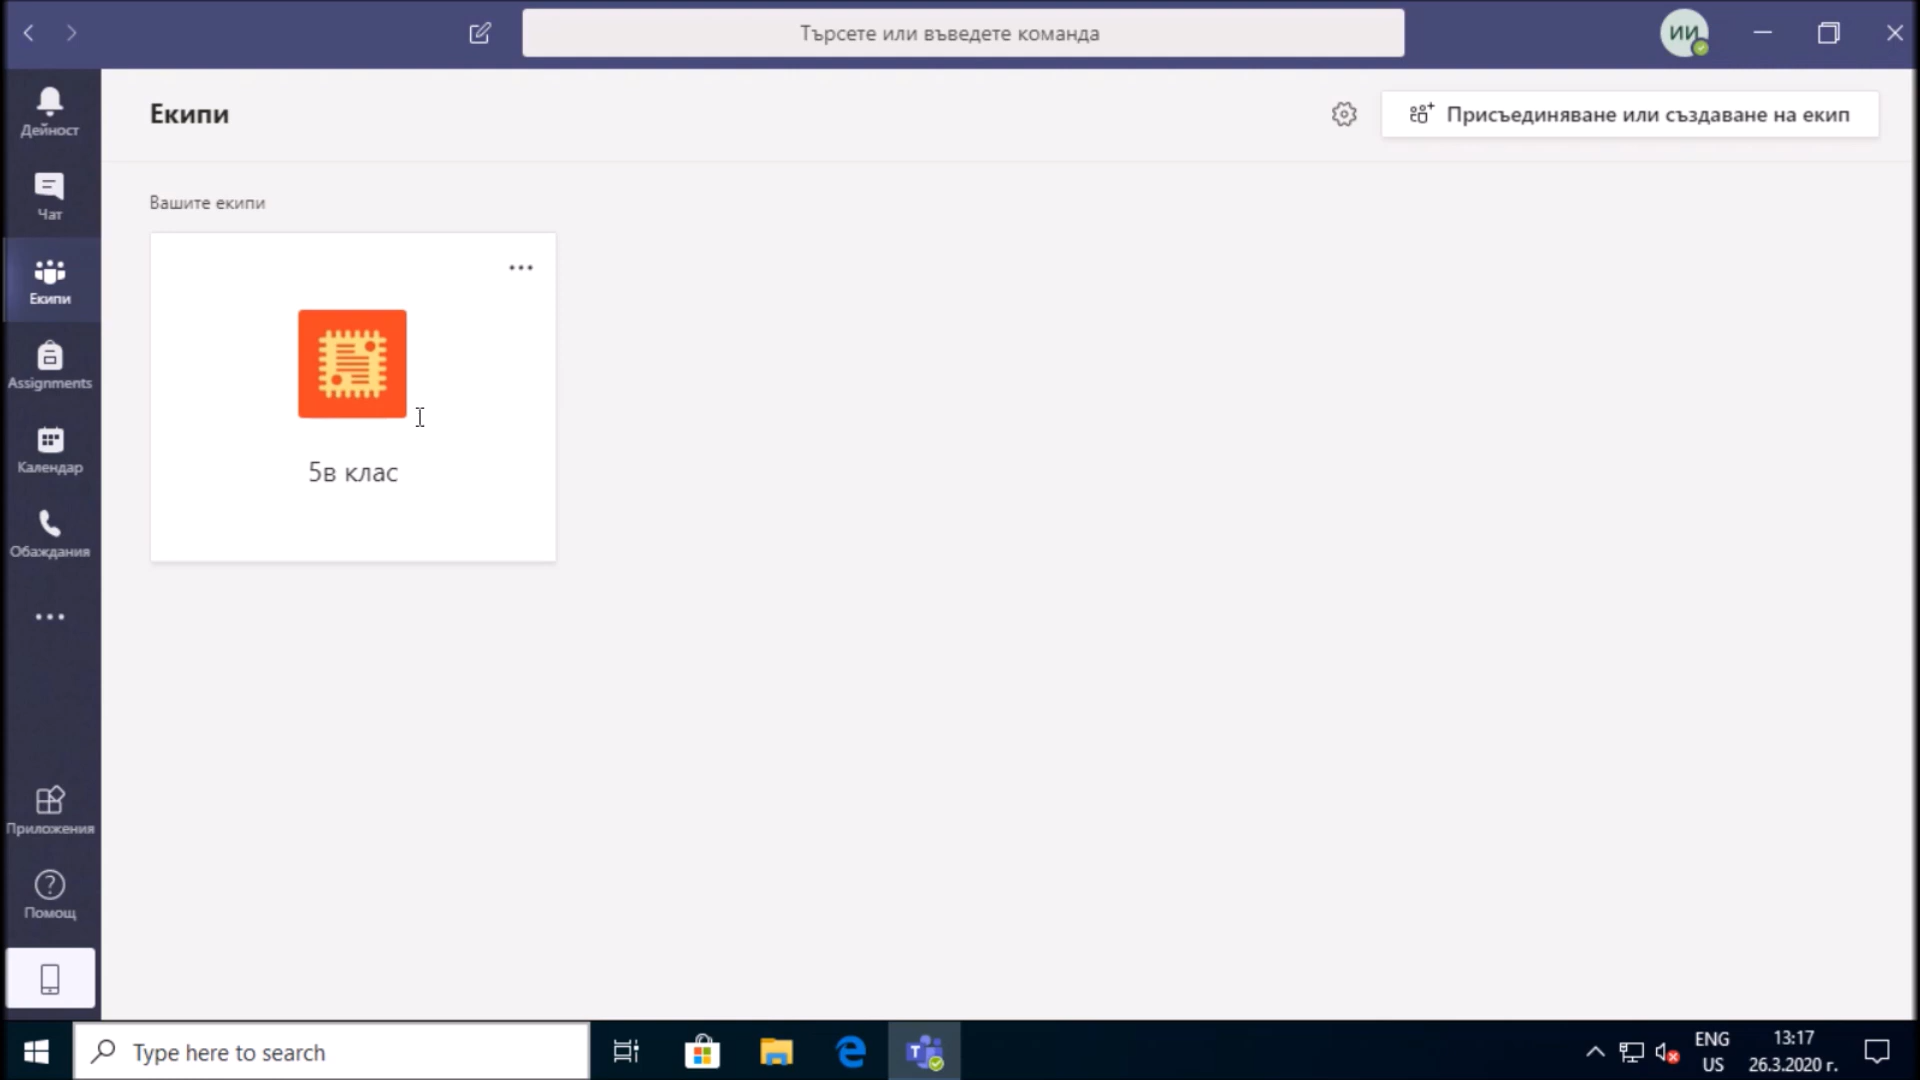 Търсете или въведете команда
ИИ
Дейност
Чат
Екипи
Assignments
Календар
Обаждания
Приложения
Помощ
Екипи
Присъединяване или създаване на екип
Вашите екипи
5в клас
Type here to search
ENG
US
13:17
26.3.2020 г.